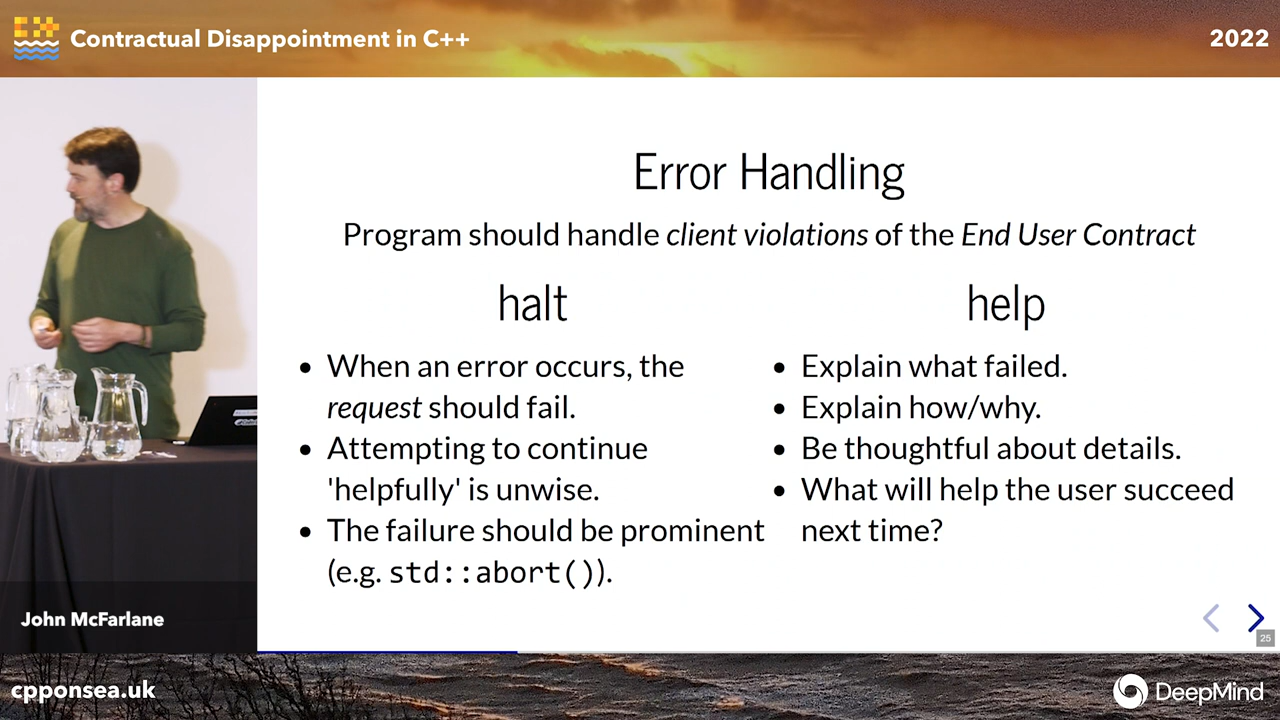 Contractual Disappointment in C++
2022
Error Handling
Program should handle client violations of the End User Contract
halt
• When an error occurs, the
request should fail.
• Attempting to continue
'helpfully' is unwise.
• The failure should be prominent
(e.g. std::abort()).
help
• Explain what failed.
• Explain how/why.
• Be thoughtful about details.
• What will help the user succeed
next time?
25
John McFarlane
cpponsea.uk
DeepMind